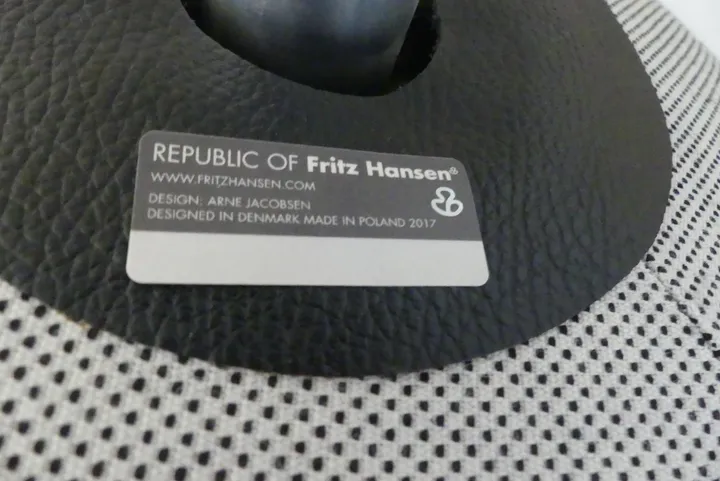 REPUBLIC OF Fritz Hansen®
WWW.FRITZHANSEN.COM
DESIGN: ARNE JACOBSEN
DESIGNED IN DENMARK MADE IN POLAND 2017